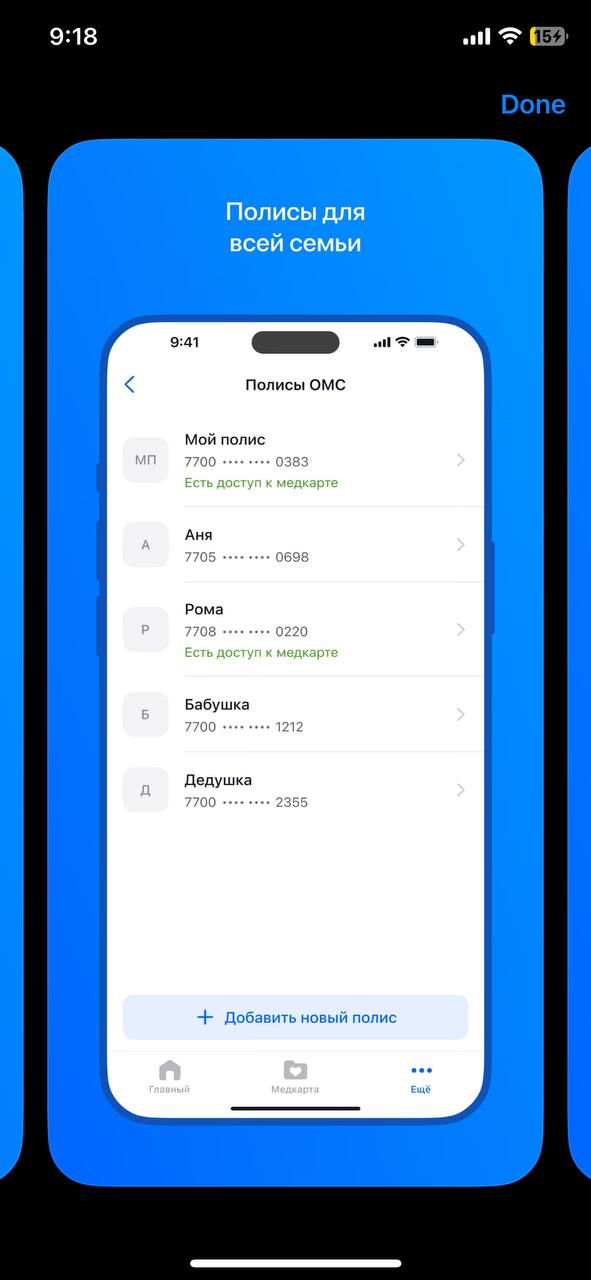 9:18
15
Done
Полисы для
всей семьи
9:41
Полисы ОМС
МП
Мой полис
7700 •••• •••• 0383
Есть доступ к медкарте
А
Аня
7705 •••• •••• 0698
Р
Рома
7708 •••• •••• 0220
Есть доступ к медкарте
Б
Бабушка
7700 •••• •••• 1212
Д
Дедушка
7700 •••• •••• 2355
+ Добавить новый полис
Главный
Медкарта
Ещё